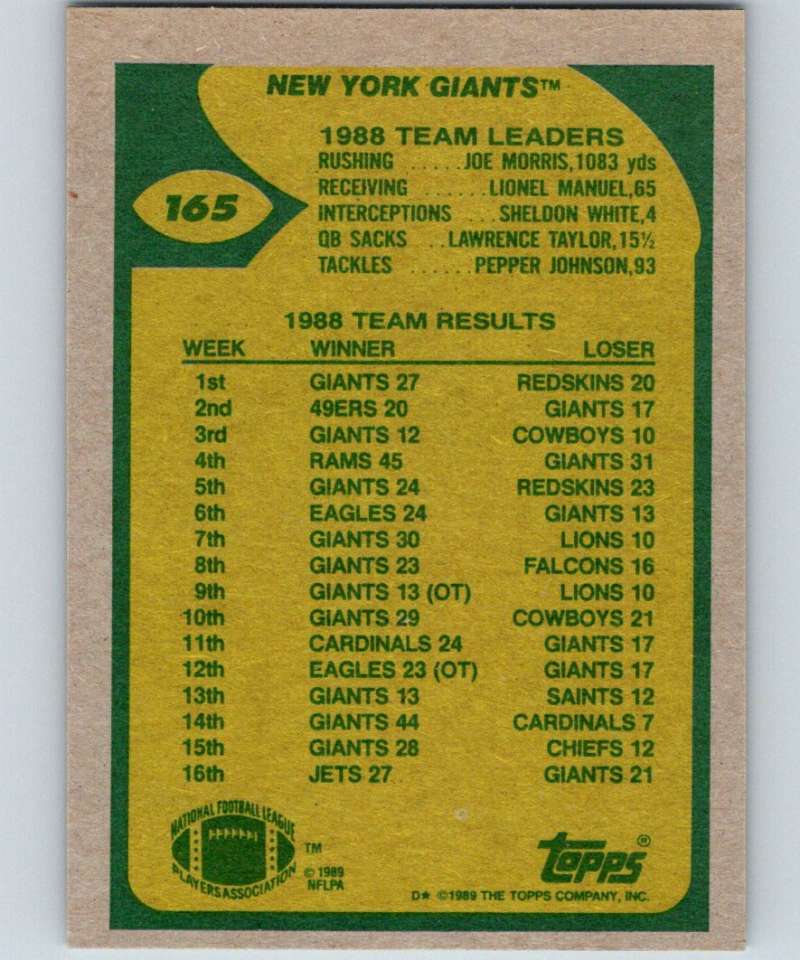 NEW YORK GIANTS™
1988 TEAM LEADERS
RUSHING .....JOE MORRIS,1083 yds
165
RECEIVING ......LIONEL MANUEL,65
INTERCEPTIONS ...SHELDON WHITE,4
QB SACKS ..LAWRENCE TAYLOR,15½
TACKLES ......PEPPER JOHNSON,93
1988 TEAM RESULTS
WEEK WINNER LOSER
1st GIANTS 27 REDSKINS 20
2nd 49ERS 20 GIANTS 17
3rd GIANTS 12 COWBOYS 10
4th RAMS 45 GIANTS 31
5th GIANTS 24 REDSKINS 23
6th EAGLES 24 GIANTS 13
7th GIANTS 30 LIONS 10
8th GIANTS 23 FALCONS 16
9th GIANTS 13 (OT) LIONS 10
10th GIANTS 29 COWBOYS 21
11th CARDINALS 24 GIANTS 17
12th EAGLES 23 (OT) GIANTS 17
13th GIANTS 13 SAINTS 12
14th GIANTS 44 CARDINALS 7
15th GIANTS 28 CHIEFS 12
16th JETS 27 GIANTS 21
NATIONAL FOOTBALL LEAGUE
PLAYERS ASSOCIATION
™
© 1989
NFLPA
topps®
D★ ©1989 THE TOPPS COMPANY, INC.